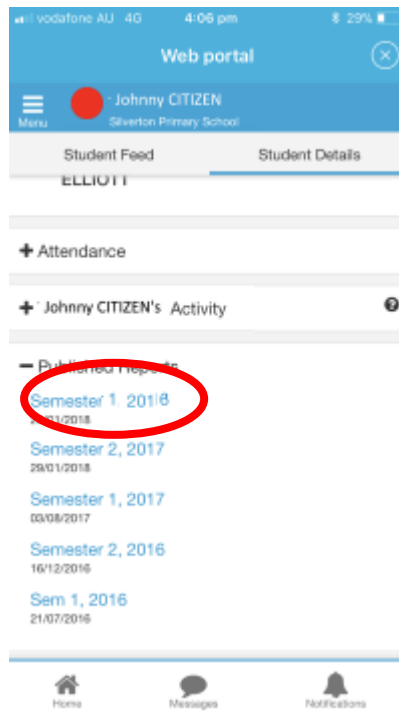 vodafone AU 4G 4:06 pm 29%
Web portal
Johnny CITIZEN
Menu Silverton Primary School
Student Feed Student Details
ELLIOTT
+ Attendance
+ Johnny CITIZEN's Activity
Published Reports
Semester 1, 2018
/01/2018
Semester 2, 2017
29/01/2018
Semester 1, 2017
03/08/2017
Semester 2, 2016
16/12/2016
Sem 1, 2016
21/07/2016
Home Messages Notifications